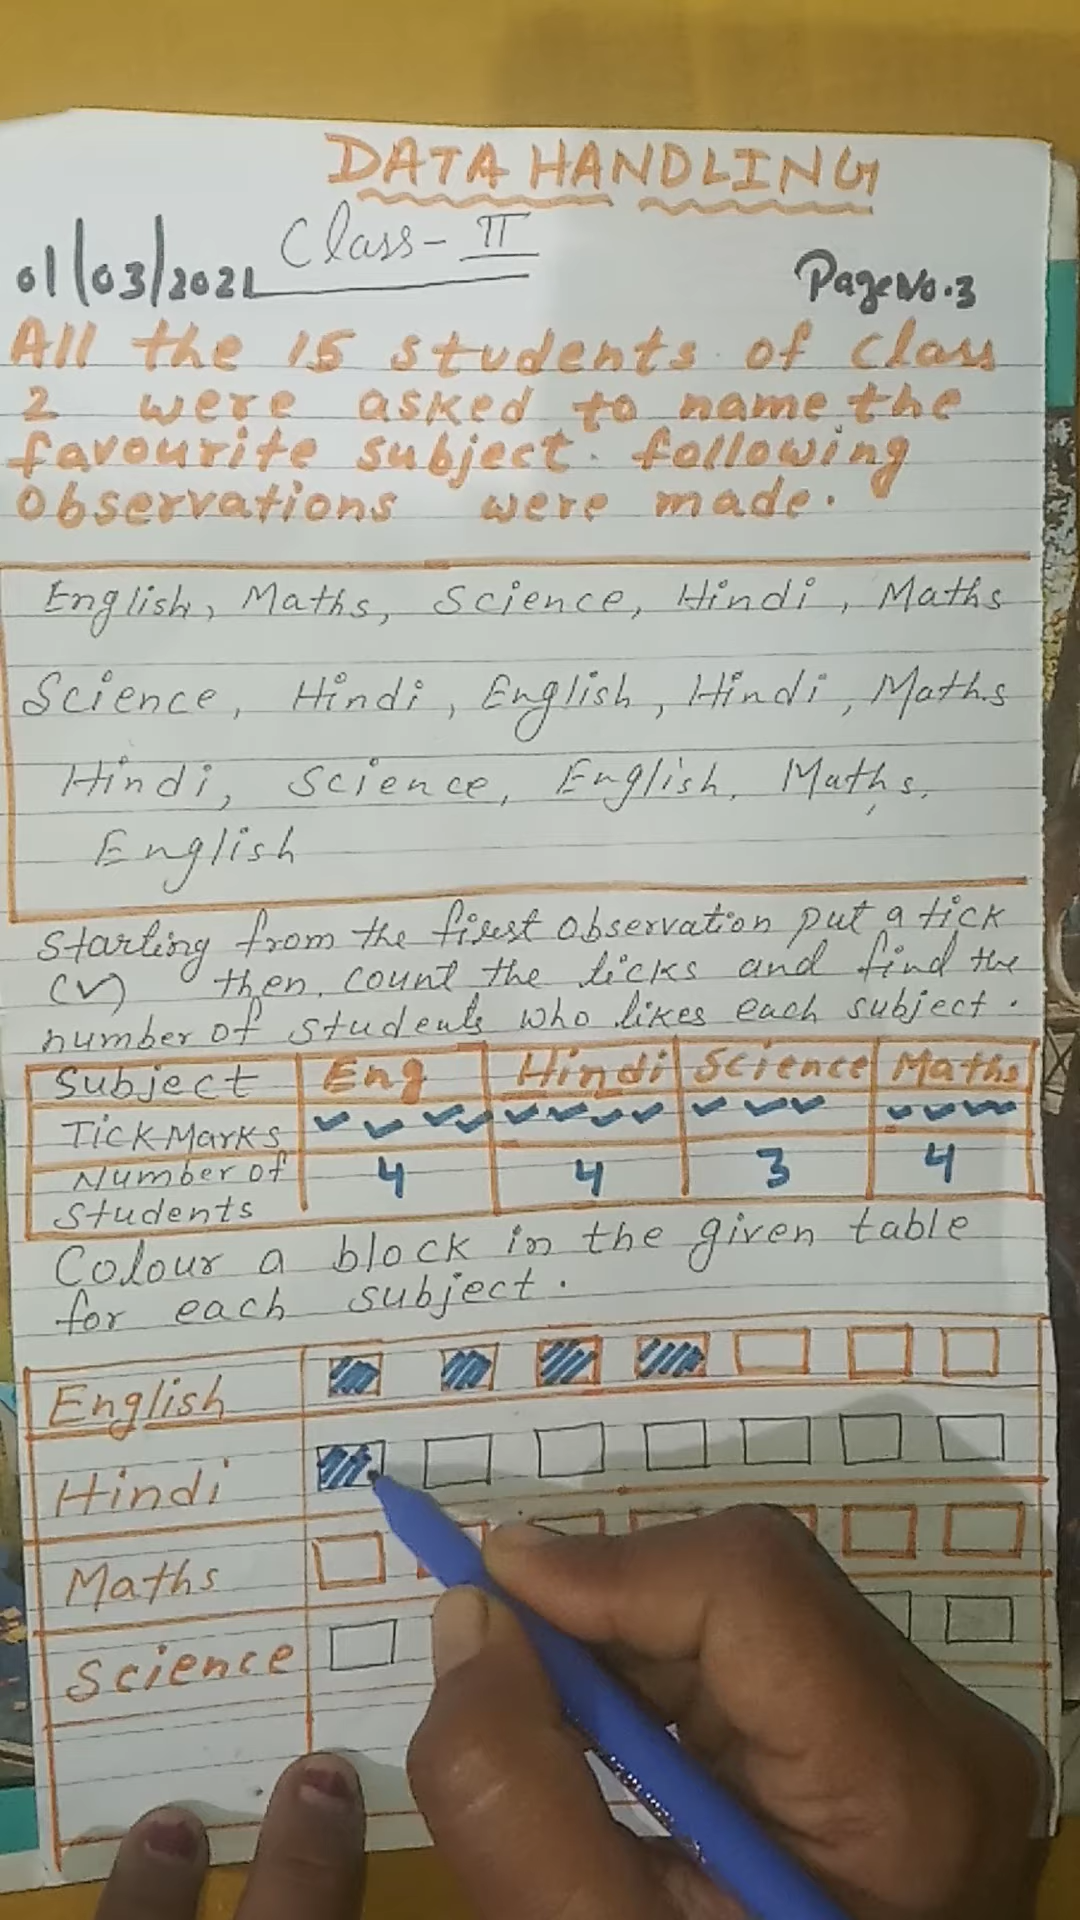 DATA HANDLING
Class - II
01/03/2021
Page No. 3
All the 15 students of class
2 were asked to name the
favourite subject. following
Observations were made.
English, Maths, Science, Hindi, Maths
Science, Hindi, English, Hindi, Maths
Hindi, Science, English, Maths,
English
Starting from the first observation put a tick
(✓) then. count the ticks and find the
number of students who likes each subject.
Subject Eng Hindi Science Maths
Tick Marks ✓ ✓ ✓ ✓ ✓ ✓ ✓ ✓ ✓ ✓ ✓ ✓ ✓ ✓ ✓
Number of 4 4 3 4
Students
Colour a block in the given table
for each subject.
English
Hindi
Maths
Science